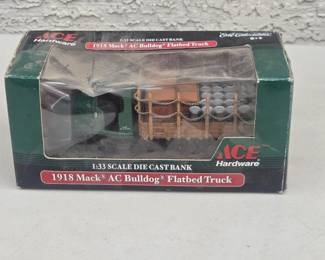 ACE
Hardware
1:33 SCALE DIE CAST BANK
1918 Mack® AC Bulldog® Flatbed Truck
ACE
Hardware
1:33 SCALE DIE CAST BANK
1918 Mack® AC Bulldog® Flatbed Truck